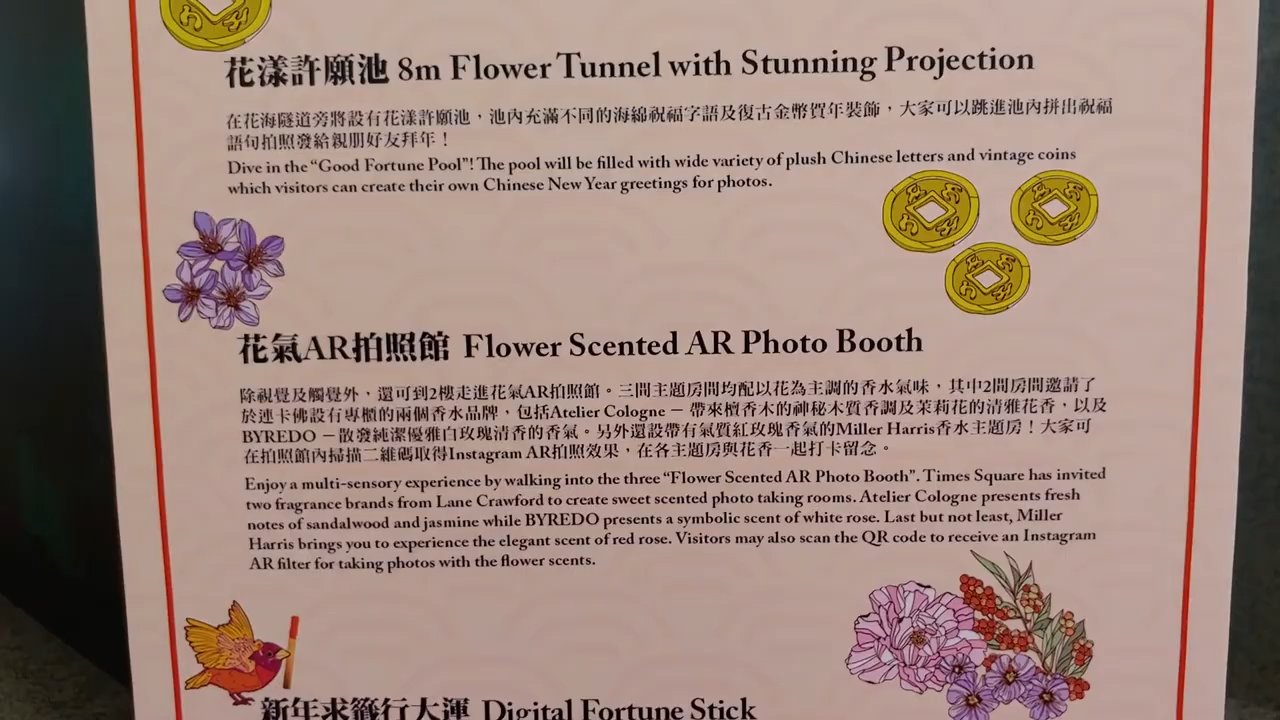 花漾許願池 8m Flower Tunnel with Stunning Projection
在花海隧道旁將設有花漾許願池，池內充滿不同的海綿祝福字語及復古金幣賀年裝飾，大家可以跳進池內拼出祝福
語句拍照發給親朋好友拜年！
Dive in the “Good Fortune Pool”! The pool will be filled with wide variety of plush Chinese letters and vintage coins
which visitors can create their own Chinese New Year greetings for photos.
花氣AR拍照館 Flower Scented AR Photo Booth
除視覺及觸覺外，還可到2樓走進花氣AR拍照館。三間主題房間均配以花為主調的香水氣味，其中2間房間邀請了
於連卡佛設有專櫃的兩個香水品牌，包括Atelier Cologne － 帶來檀香木的神秘木質香調及茉莉花的清雅花香，以及
BYREDO －散發純潔優雅白玫瑰清香的香氣。另外還設帶有氣質紅玫瑰香氣的Miller Harris香水主題房！大家可
在拍照館內掃描二維碼取得Instagram AR拍照效果，在各主題房與花香一起打卡留念。
Enjoy a multi-sensory experience by walking into the three “Flower Scented AR Photo Booth”. Times Square has invited
two fragrance brands from Lane Crawford to create sweet scented photo taking rooms. Atelier Cologne presents fresh
notes of sandalwood and jasmine while BYREDO presents a symbolic scent of white rose. Last but not least, Miller
Harris brings you to experience the elegant scent of red rose. Visitors may also scan the QR code to receive an Instagram
AR filter for taking photos with the flower scents.
新年求籤行大運 Digital Fortune Stick